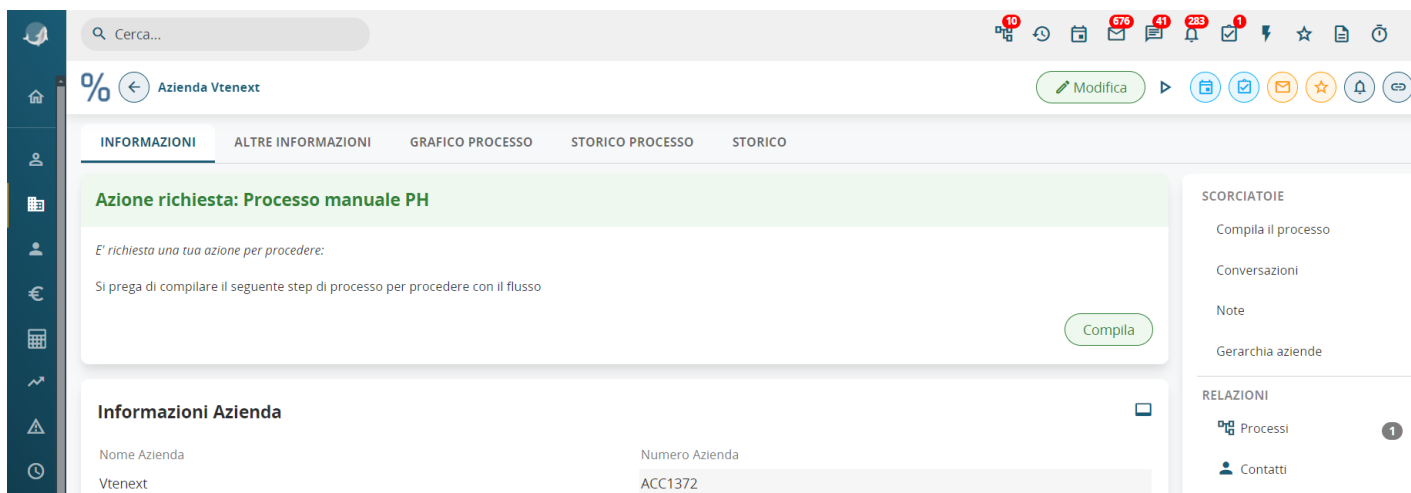 Cerca...
10
676
41
283
1
% Azienda Vtenext
Modifica
INFORMAZIONI ALTRE INFORMAZIONI GRAFICO PROCESSO STORICO PROCESSO STORICO
Azione richiesta: Processo manuale PH
E' richiesta una tua azione per procedere:
Si prega di compilare il seguente step di processo per procedere con il flusso
Compila
Informazioni Azienda
Nome Azienda
Vtenext
Numero Azienda
ACC1372
SCORCIATOIE
Compila il processo
Conversazioni
Note
Gerarchia aziende
RELAZIONI
Processi 1
Contatti